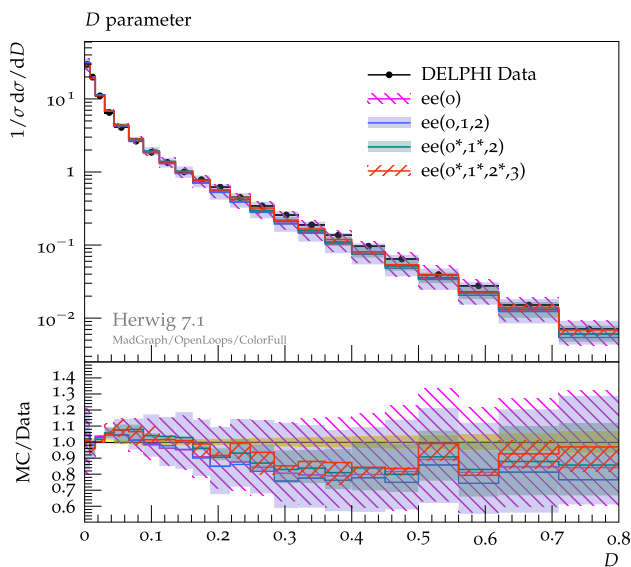 D parameter
1/σ dσ/dD
10¹
1
10⁻¹
10⁻²
DELPHI Data
ee(0)
ee(0,1,2)
ee(0*,1*,2)
ee(0*,1*,2*,3)
Herwig 7.1
MadGraph/OpenLoops/ColorFull
MC/Data
1.4
1.3
1.2
1.1
1.0
0.9
0.8
0.7
0.6
0 0.1 0.2 0.3 0.4 0.5 0.6 0.7 0.8
D